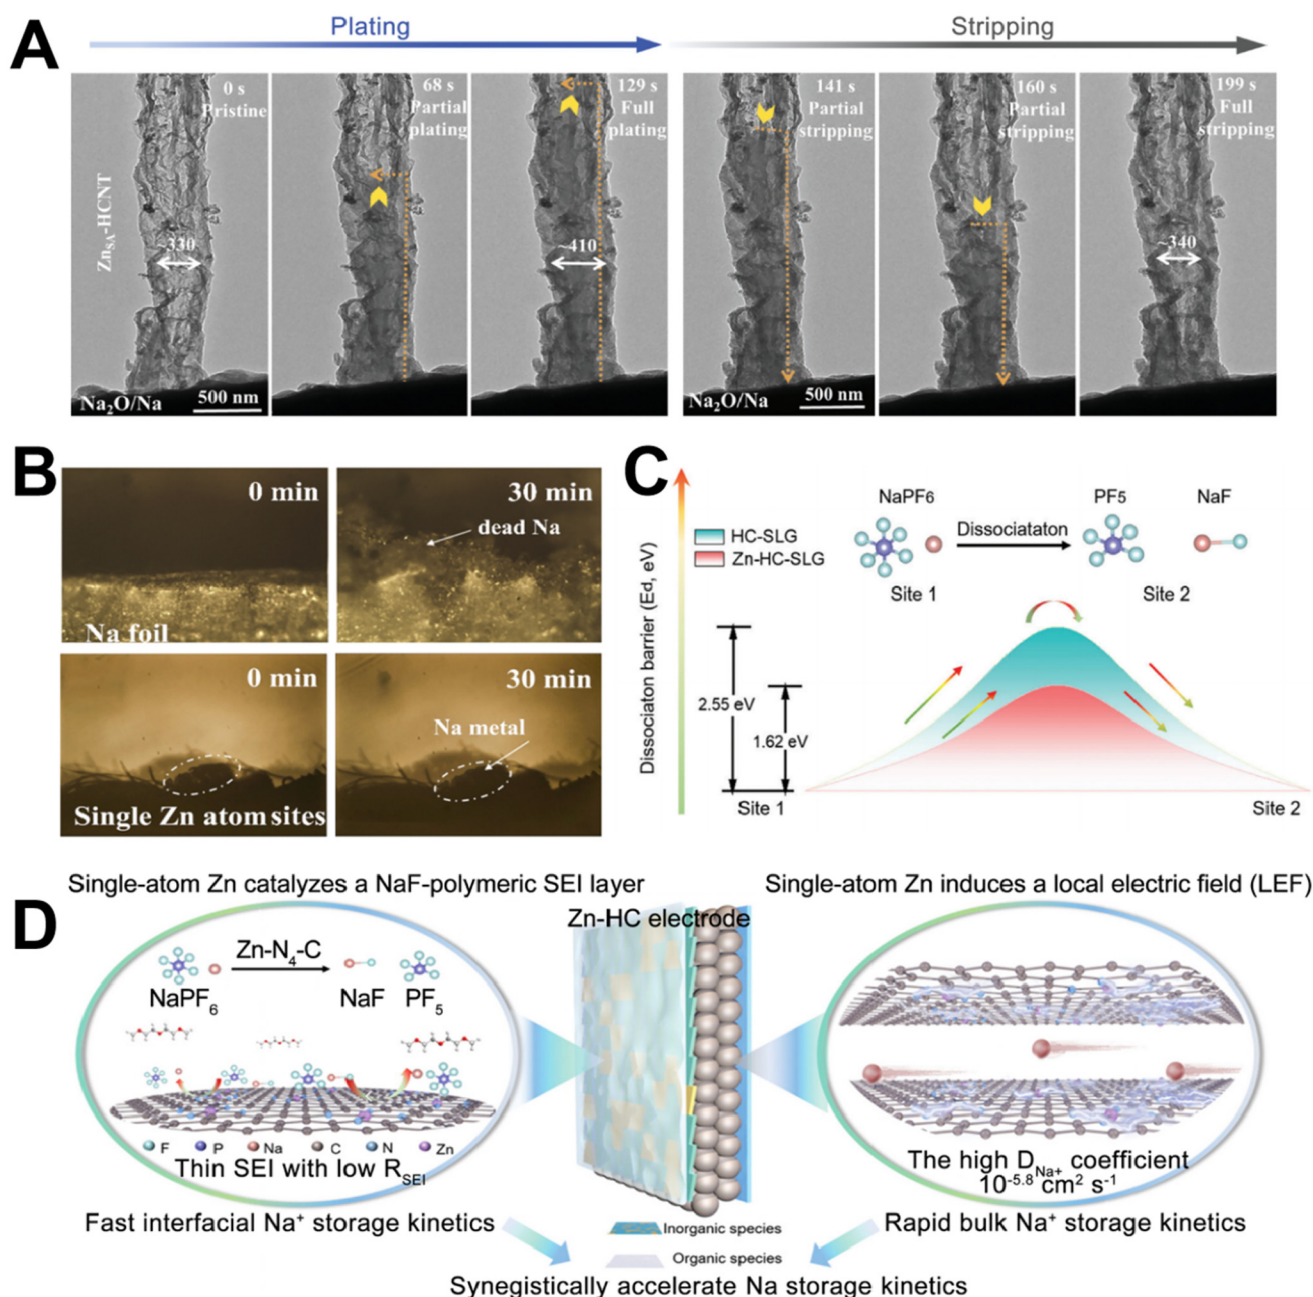 A
Plating
Stripping
0 s
Pristine
68 s
Partial
plating
129 s
Full
plating
141 s
Partial
stripping
160 s
Partial
stripping
199 s
Full
stripping
ZnSA-HCNT
~330
~410
~340
Na2O/Na
500 nm
Na2O/Na
500 nm
B
0 min
30 min
dead Na
Na foil
0 min
30 min
Na metal
Single Zn atom sites
C
Dissociaton barrier (Ed, eV)
HC-SLG
Zn-HC-SLG
NaPF6
Dissociataton
PF5
NaF
Site 1
Site 2
2.55 eV
1.62 eV
Site 1
Site 2
D
Single-atom Zn catalyzes a NaF-polymeric SEI layer
Single-atom Zn induces a local electric field (LEF)
Zn-HC electrode
Zn-N4-C
NaPF6
NaF
PF5
F P Na C N Zn
Thin SEI with low RSEI
The high DNa+ coefficient
10-5.8 cm2 s-1
Fast interfacial Na+ storage kinetics
Rapid bulk Na+ storage kinetics
Inorganic species
Organic species
Synegistically accelerate Na storage kinetics